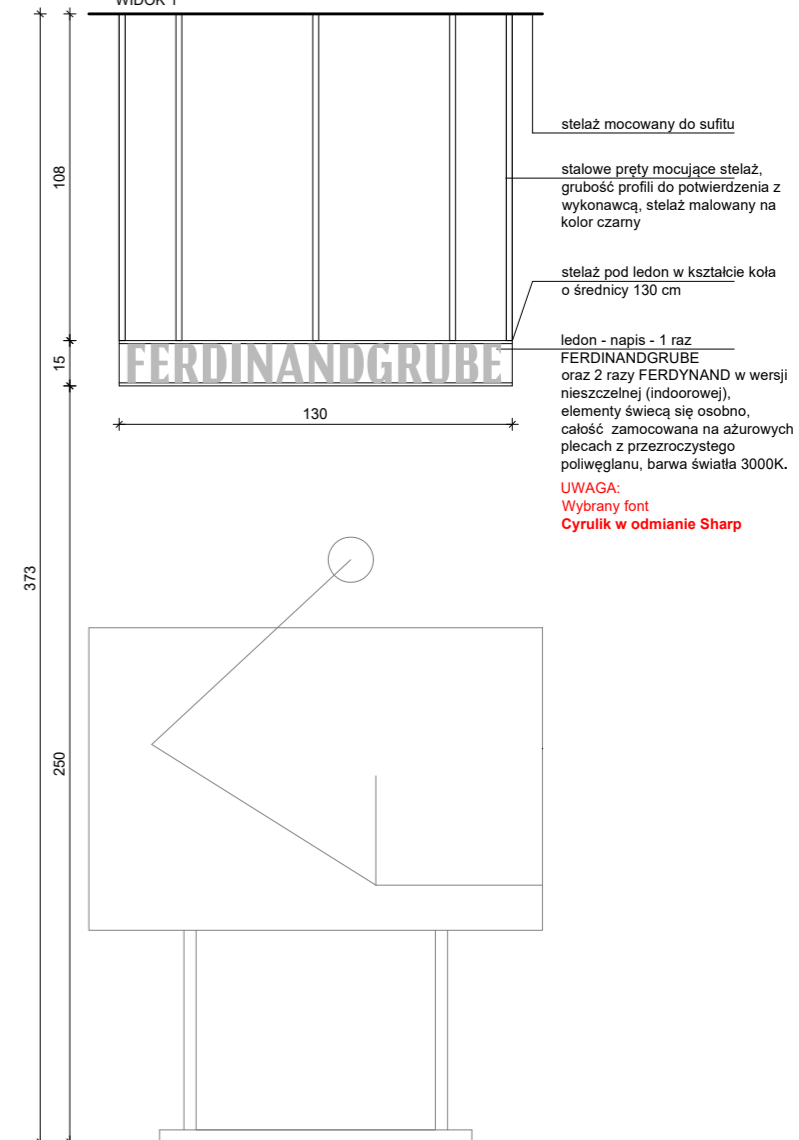 WIDOK 1
stelaż mocowany do sufitu
108
stalowe pręty mocujące stelaż,
grubość profili do potwierdzenia z
wykonawcą, stelaż malowany na
kolor czarny
stelaż pod ledon w kształcie koła
o średnicy 130 cm
15
FERDINANDGRUBE
ledon - napis - 1 raz
FERDINANDGRUBE
oraz 2 razy FERDYNAND w wersji
nieszczelnej (indoorowej),
elementy świecą się osobno,
całość zamocowana na ażurowych
plecach z przezroczystego
poliwęglanu, barwa światła 3000K.
130
UWAGA:
Wybrany font
Cyrulik w odmianie Sharp
373
250